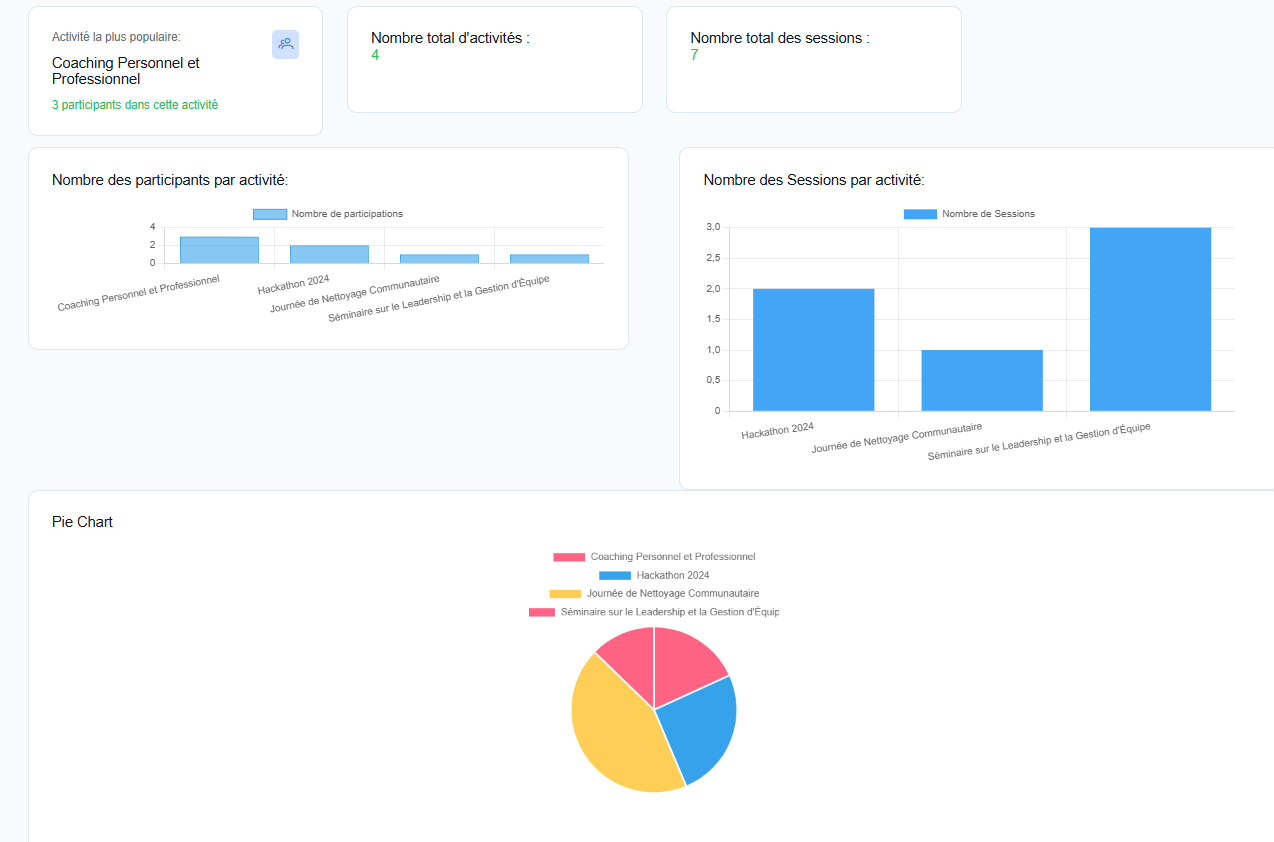 Activité la plus populaire:
Coaching Personnel et
Professionnel
3 participants dans cette activité
Nombre total d'activités :
4
Nombre total des sessions :
7
Nombre des participants par activité:
Nombre de participations
4
2
0
Coaching Personnel et Professionnel
Hackathon 2024
Journée de Nettoyage Communautaire
Séminaire sur le Leadership et la Gestion d'Équipe
Nombre des Sessions par activité:
Nombre de Sessions
3,0
2,5
2,0
1,5
1,0
0,5
0
Hackathon 2024
Journée de Nettoyage Communautaire
Séminaire sur le Leadership et la Gestion d'Équipe
Pie Chart
Coaching Personnel et Professionnel
Hackathon 2024
Journée de Nettoyage Communautaire
Séminaire sur le Leadership et la Gestion d'Équip